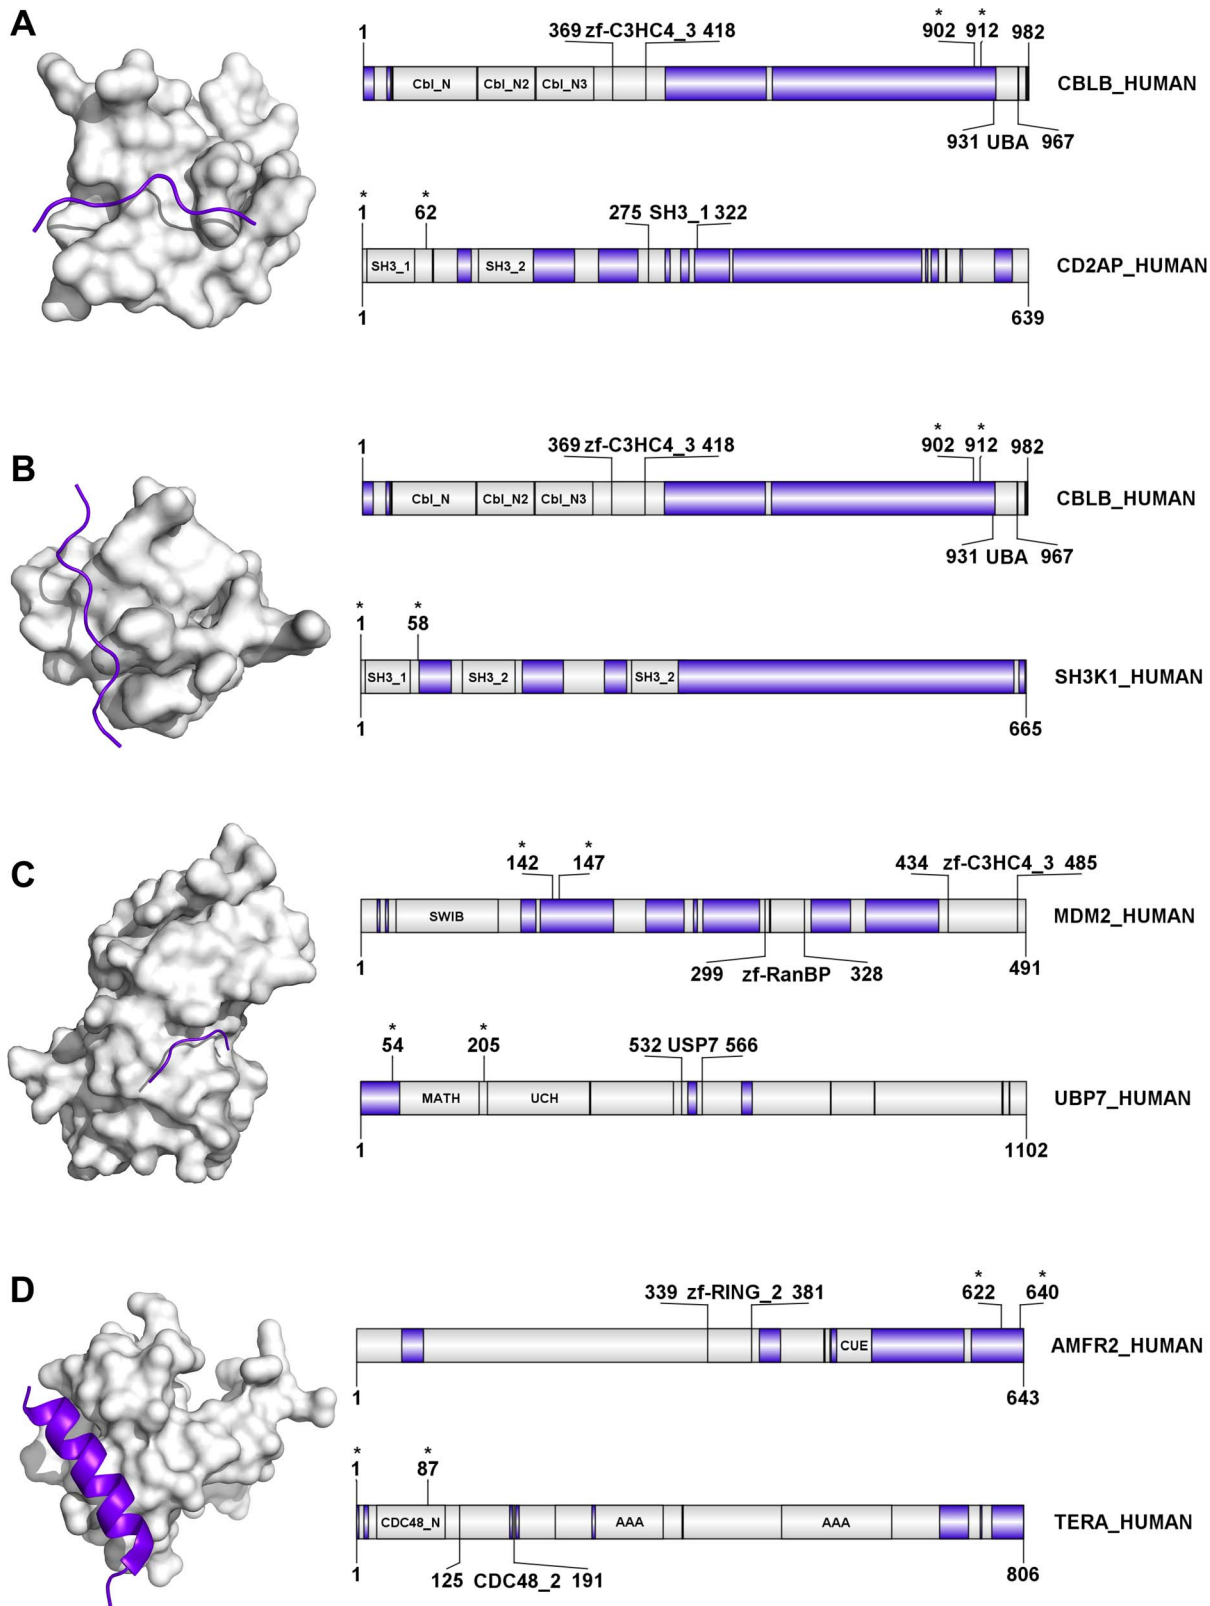 A
* *
1 369 zf-C3HC4_3 418 902 912 982
Cbl_N Cbl_N2 Cbl_N3
CBLB_HUMAN
931 UBA 967
* *
1 62 275 SH3_1 322
SH3_1 SH3_2
CD2AP_HUMAN
1 639
B
* *
1 369 zf-C3HC4_3 418 902 912 982
Cbl_N Cbl_N2 Cbl_N3
CBLB_HUMAN
931 UBA 967
* *
1 58
SH3_1 SH3_2 SH3_2
SH3K1_HUMAN
1 665
C
* *
142 147 434 zf-C3HC4_3 485
SWIB
MDM2_HUMAN
1 299 zf-RanBP 328 491
* *
54 205 532 USP7 566
MATH UCH
UBP7_HUMAN
1 1102
D
* *
339 zf-RING_2 381 622 640
CUE
AMFR2_HUMAN
1 643
* *
1 87
CDC48_N AAA AAA
TERA_HUMAN
1 125 CDC48_2 191 806